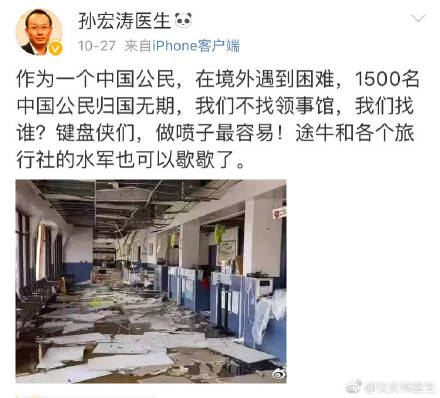 孙宏涛医生
10-27 来自iPhone客户端
作为一个中国公民，在境外遇到困难，1500名
中国公民归国无期，我们不找领事馆，我们找
谁？键盘侠们，做喷子最容易！途牛和各个旅
行社的水军也可以歇歇了。